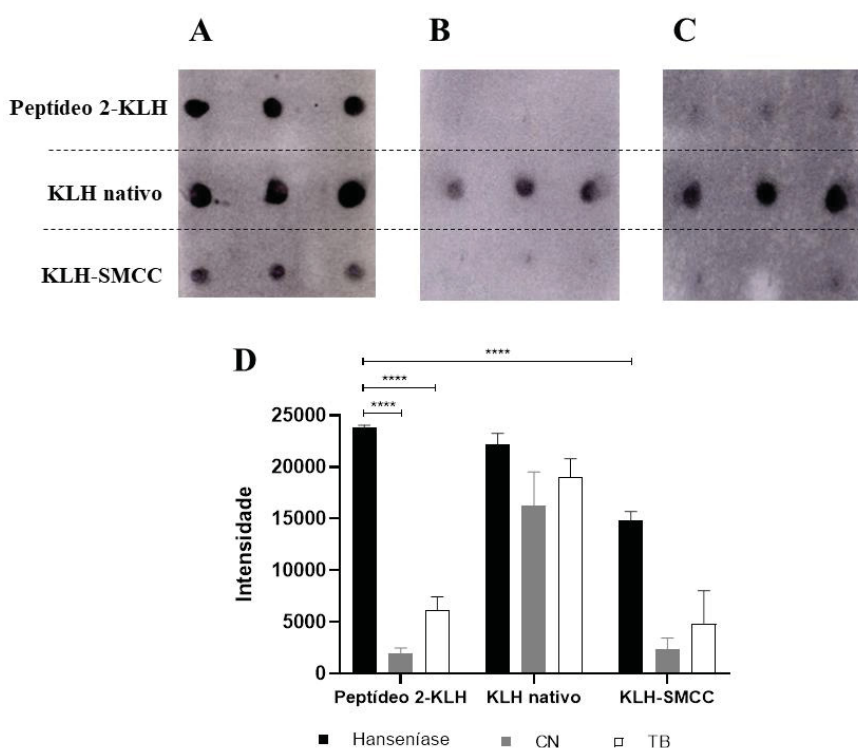 A B C
Peptídeo 2-KLH
KLH nativo
KLH-SMCC
D
****
****
****
Intensidade
25000
20000
15000
10000
5000
0
Peptídeo 2-KLH KLH nativo KLH-SMCC
Hanseníase CN TB